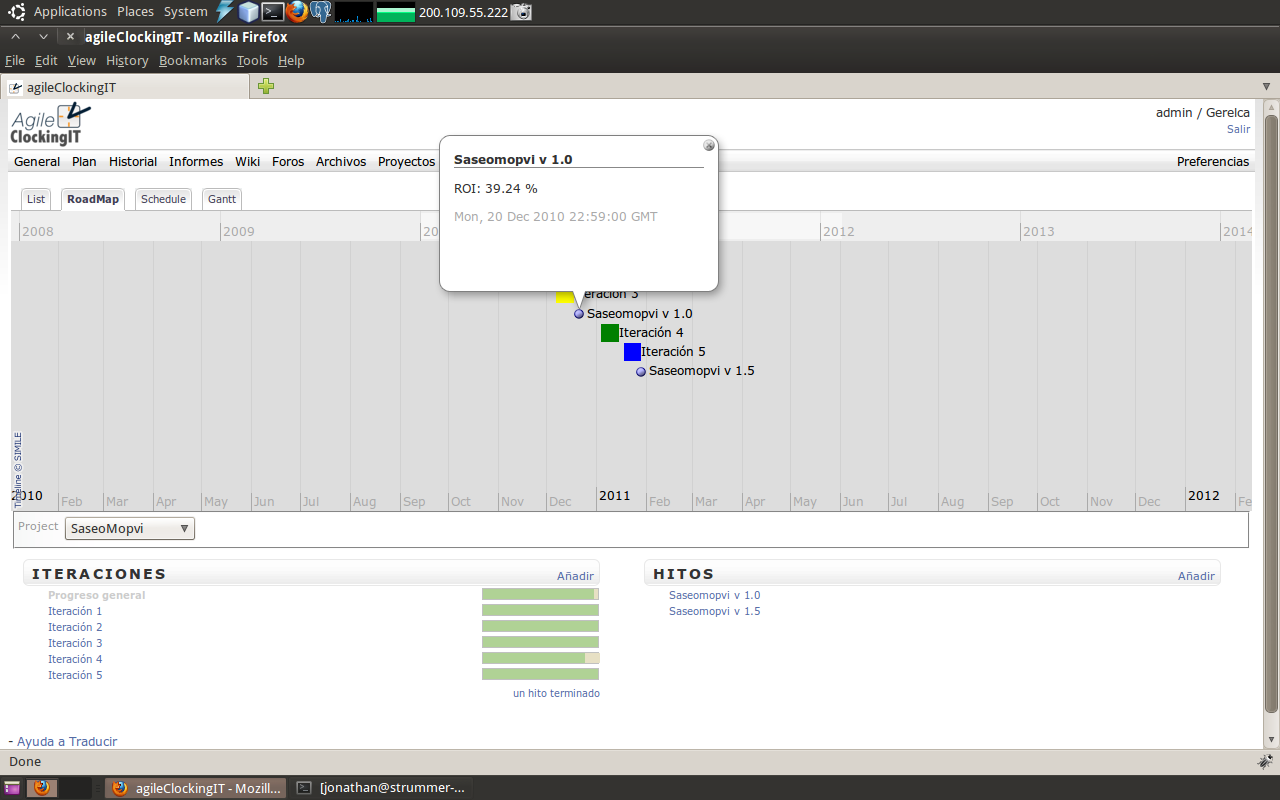 Applications Places System 200.109.55.222
agileClockingIT - Mozilla Firefox
File Edit View History Bookmarks Tools Help
agileClockingIT
Agile ClockingIT
admin / Gerelca
Salir
General Plan Historial Informes Wiki Foros Archivos Proyectos Preferencias
List RoadMap Schedule Gantt
Saseomopvi v 1.0
ROI: 39.24 %
Mon, 20 Dec 2010 22:59:00 GMT
2008 2009 2012 2013 2014
Saseomopvi v 1.0
Iteración 4
Iteración 5
Saseomopvi v 1.5
Timeline © SIMILE
2010 Feb Mar Apr May Jun Jul Aug Sep Oct Nov Dec 2011 Feb Mar Apr May Jun Jul Aug Sep Oct Nov Dec 2012
Project SaseoMopvi
ITERACIONES Añadir
Progreso general
Iteración 1
Iteración 2
Iteración 3
Iteración 4
Iteración 5
un hito terminado
HITOS Añadir
Saseomopvi v 1.0
Saseomopvi v 1.5
- Ayuda a Traducir
Done
agileClockingIT - Mozill... [jonathan@strummer-...